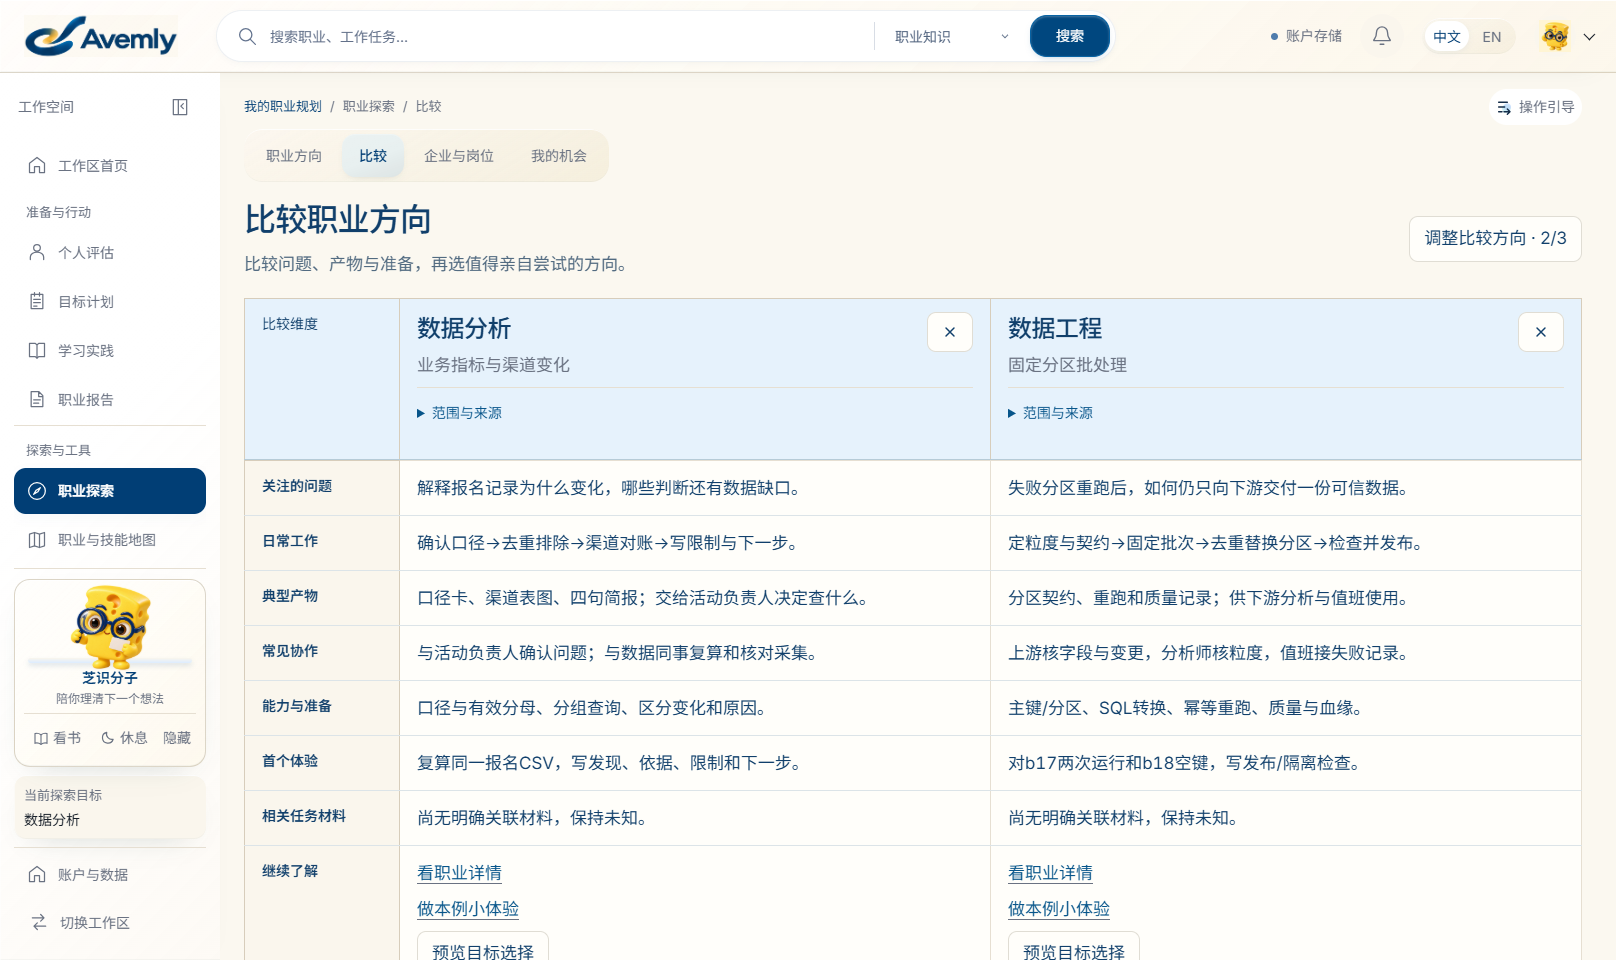 Avemly
搜索职业、工作任务...
职业知识
搜索
账户存储
中文
EN
工作空间
工作区首页
准备与行动
个人评估
目标计划
学习实践
职业报告
探索与工具
职业探索
职业与技能地图
芝识分子
陪你理清下一个想法
看书
休息
隐藏
当前探索目标
数据分析
账户与数据
切换工作区
我的职业规划 / 职业探索 / 比较
操作引导
职业方向
比较
企业与岗位
我的机会
比较职业方向
比较问题、产物与准备，再选值得亲自尝试的方向。
调整比较方向 · 2/3
比较维度
数据分析
×
业务指标与渠道变化
▶ 范围与来源
数据工程
×
固定分区批处理
▶ 范围与来源
关注的问题
解释报名记录为什么变化，哪些判断还有数据缺口。
失败分区重跑后，如何仍只向下游交付一份可信数据。
日常工作
确认口径→去重排除→渠道对账→写限制与下一步。
定粒度与契约→固定批次→去重替换分区→检查并发布。
典型产物
口径卡、渠道表图、四句简报；交给活动负责人决定查什么。
分区契约、重跑和质量记录；供下游分析与值班使用。
常见协作
与活动负责人确认问题；与数据同事复算和核对采集。
上游核字段与变更，分析师核粒度，值班接失败记录。
能力与准备
口径与有效分母、分组查询、区分变化和原因。
主键/分区、SQL转换、幂等重跑、质量与血缘。
首个体验
复算同一报名CSV，写发现、依据、限制和下一步。
对b17两次运行和b18空键，写发布/隔离检查。
相关任务材料
尚无明确关联材料，保持未知。
尚无明确关联材料，保持未知。
继续了解
看职业详情
做本例小体验
预览目标选择
看职业详情
做本例小体验
预览目标选择